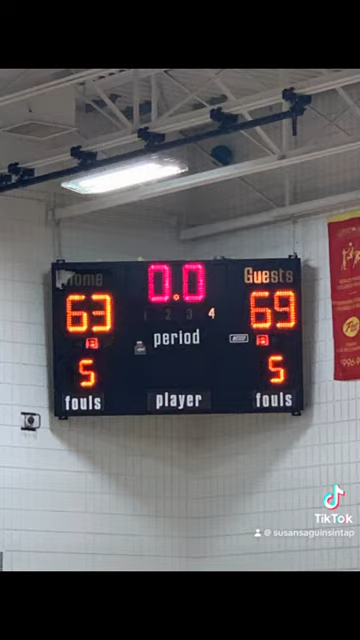 Home
0.0
Guests
63
1 2 3 4
69
period
B
B
5
5
fouls
player
fouls
TikTok
@ susansaguinsintap